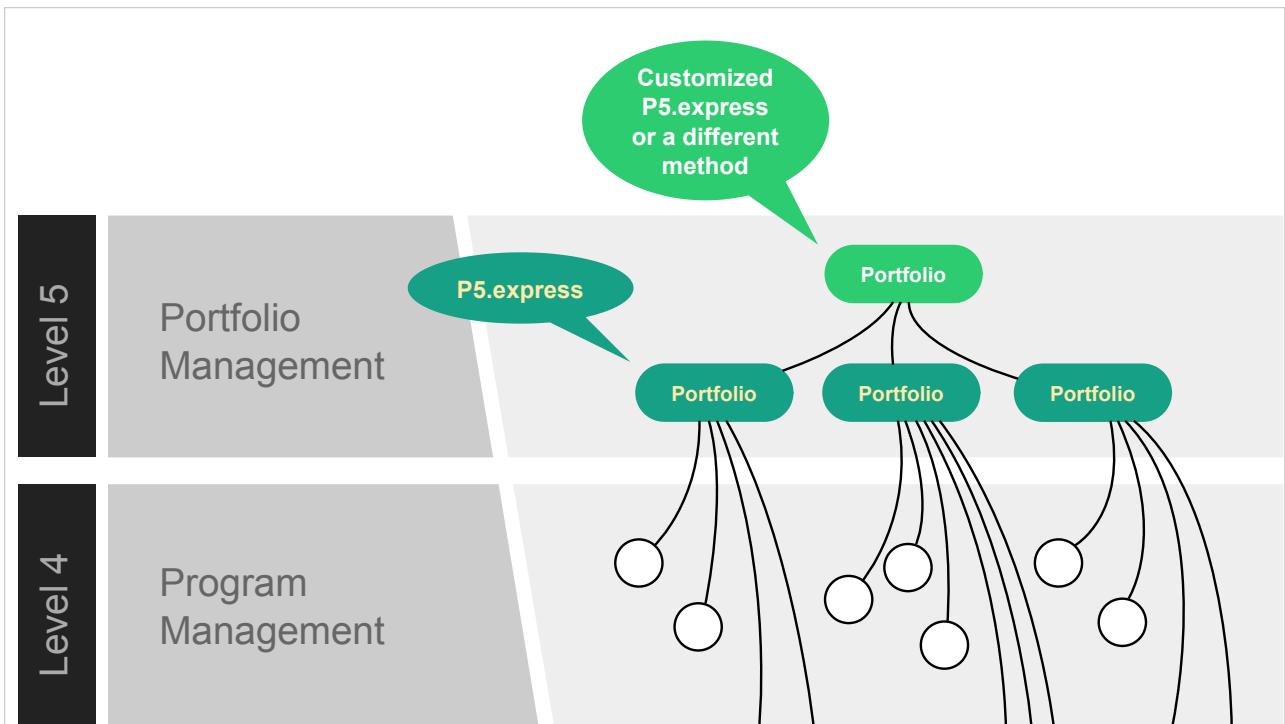 Customized
P5.express
or a different
method
Level 5
Portfolio
Management
P5.express
Portfolio
Portfolio
Portfolio
Portfolio
Level 4
Program
Management